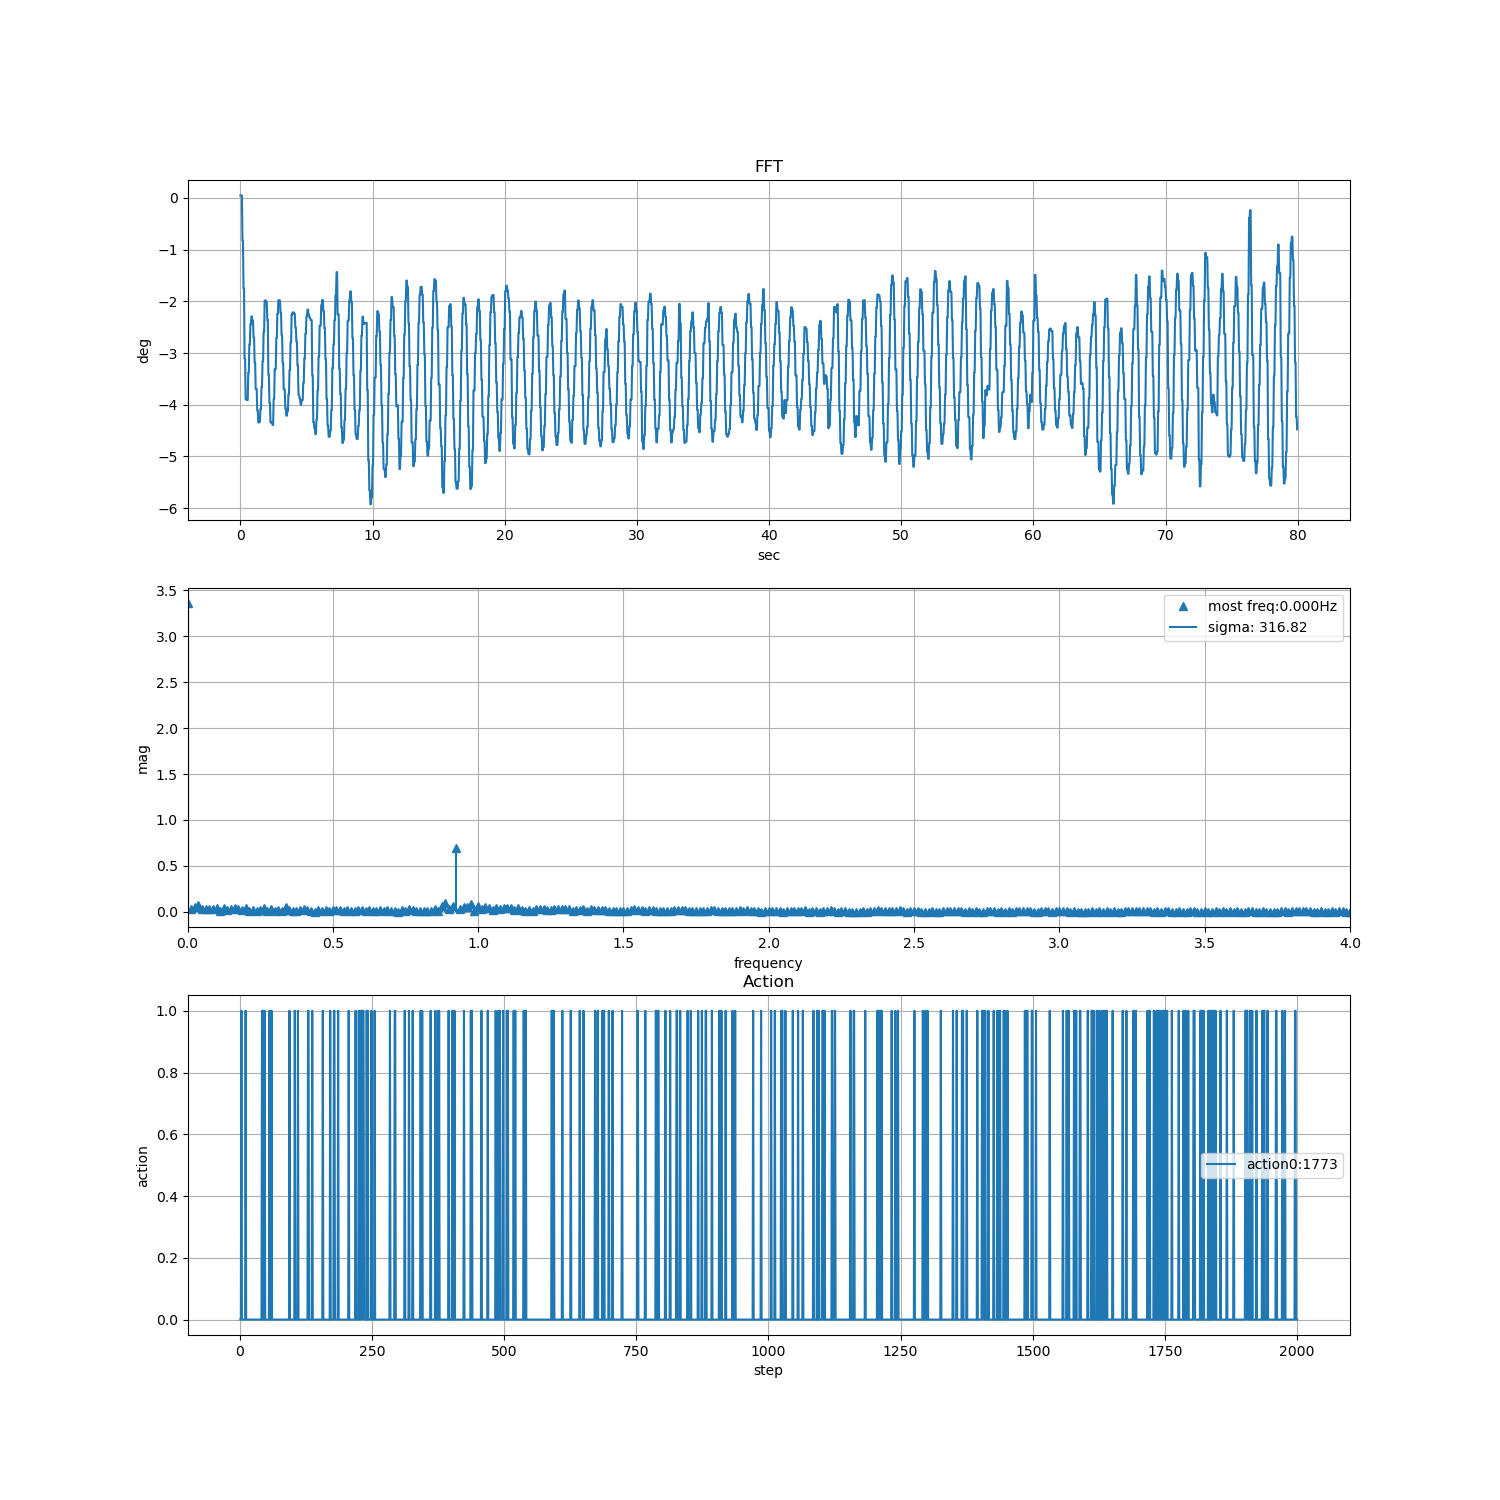 FFT
0
−1
−2
−3
−4
−5
−6
deg
0 10 20 30 40 50 60 70 80
sec
3.5
3.0
2.5
2.0
1.5
1.0
0.5
0.0
mag
most freq:0.000Hz
sigma: 316.82
0.0 0.5 1.0 1.5 2.0 2.5 3.0 3.5 4.0
frequency
Action
1.0
0.8
0.6
0.4
0.2
0.0
action
action0:1773
0 250 500 750 1000 1250 1500 1750 2000
step